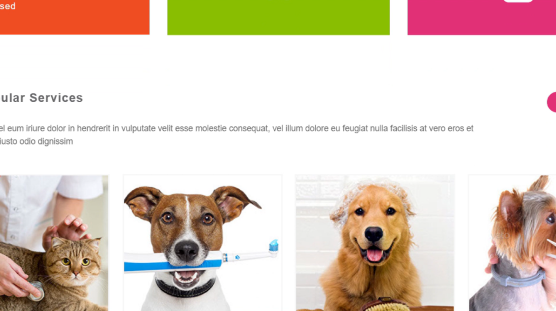 sed
ular Services
el eum iriure dolor in hendrerit in vulputate velit esse molestie consequat, vel illum dolore eu feugiat nulla facilisis at vero eros et
iusto odio dignissim